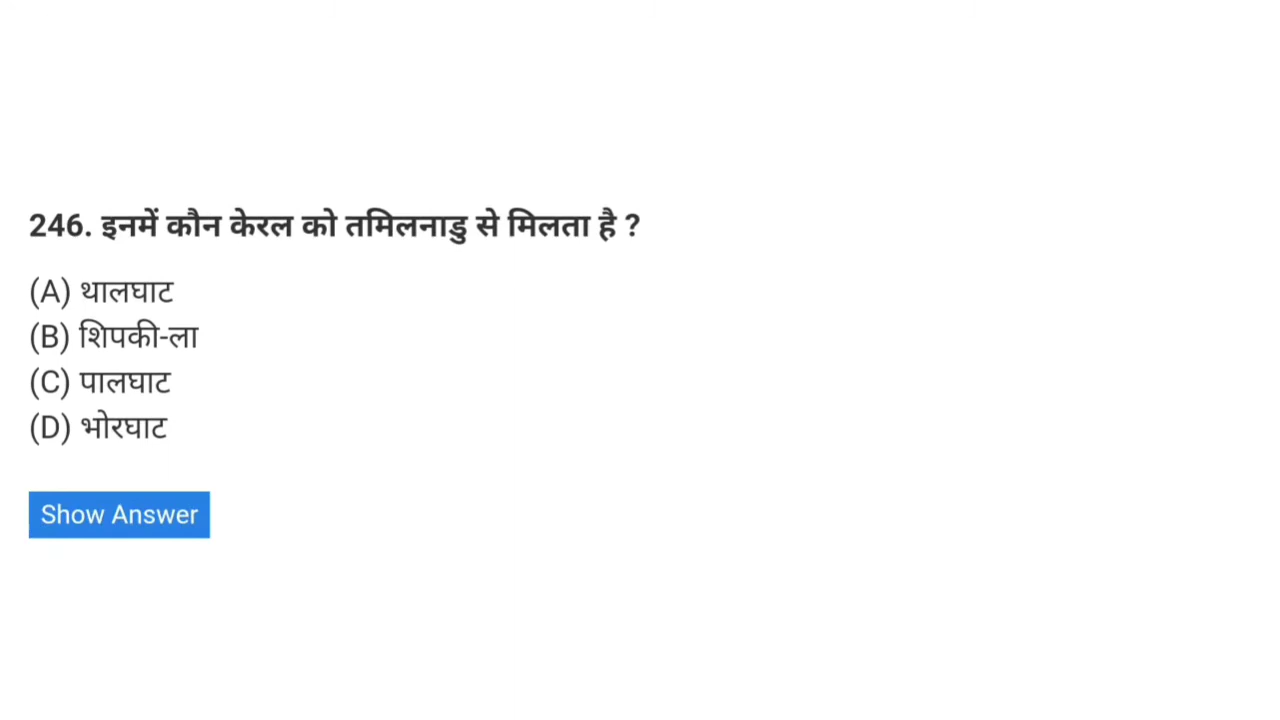 246. इनमें कौन केरल को तमिलनाडु से मिलता है ?
(A) थालघाट
(B) शिपकी-ला
(C) पालघाट
(D) भोरघाट
Show Answer